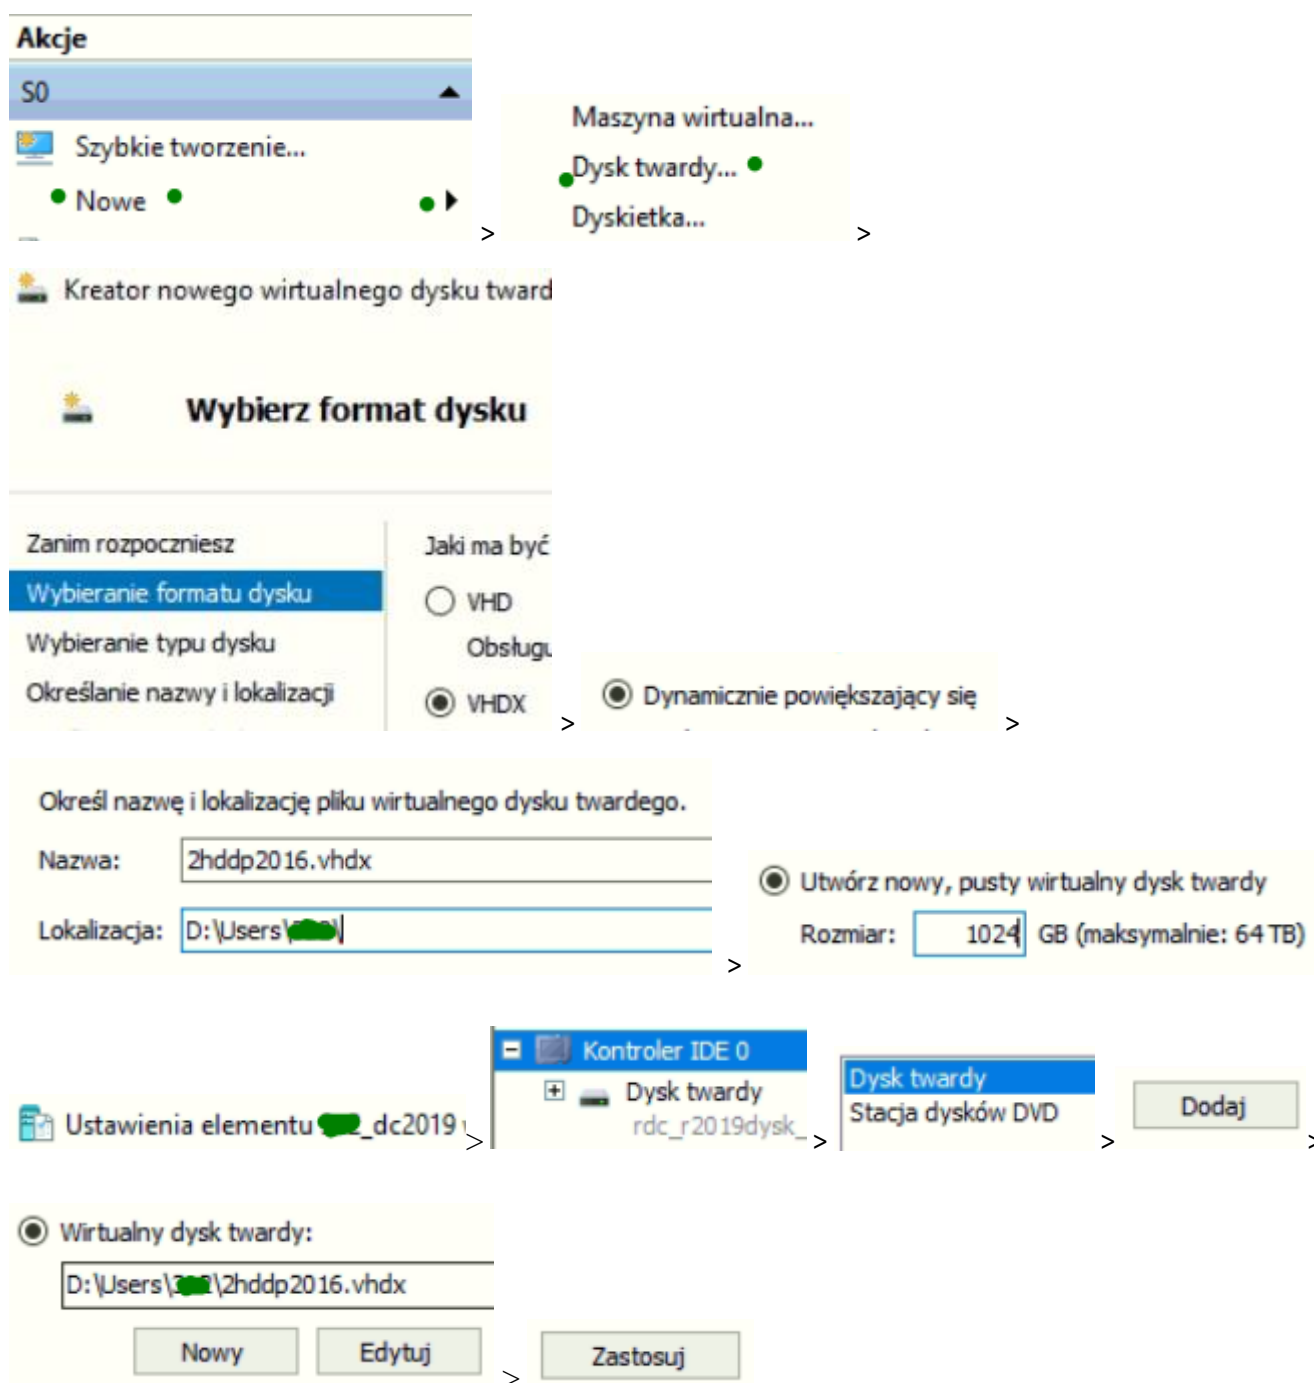 Akcje
S0
Szybkie tworzenie...
Nowe
>
Maszyna wirtualna...
Dysk twardy...
Dyskietka...
>
Kreator nowego wirtualnego dysku tward
Wybierz format dysku
Zanim rozpoczniesz
Wybieranie formatu dysku
Wybieranie typu dysku
Określanie nazwy i lokalizacji
Jaki ma być
VHD
Obsługu
VHDX
>
Dynamicznie powiększający się
>
Określ nazwę i lokalizację pliku wirtualnego dysku twardego.
Nazwa: 2hddp2016.vhdx
Lokalizacja: D:\Users\ \
>
Utwórz nowy, pusty wirtualny dysk twardy
Rozmiar: 1024 GB (maksymalnie: 64 TB)
Ustawienia elementu _dc2019
>
Kontroler IDE 0
Dysk twardy
rdc_r2019dysk_
>
Dysk twardy
Stacja dysków DVD
>
Dodaj
>
Wirtualny dysk twardy:
D:\Users\ \2hddp2016.vhdx
Nowy
Edytuj
>
Zastosuj